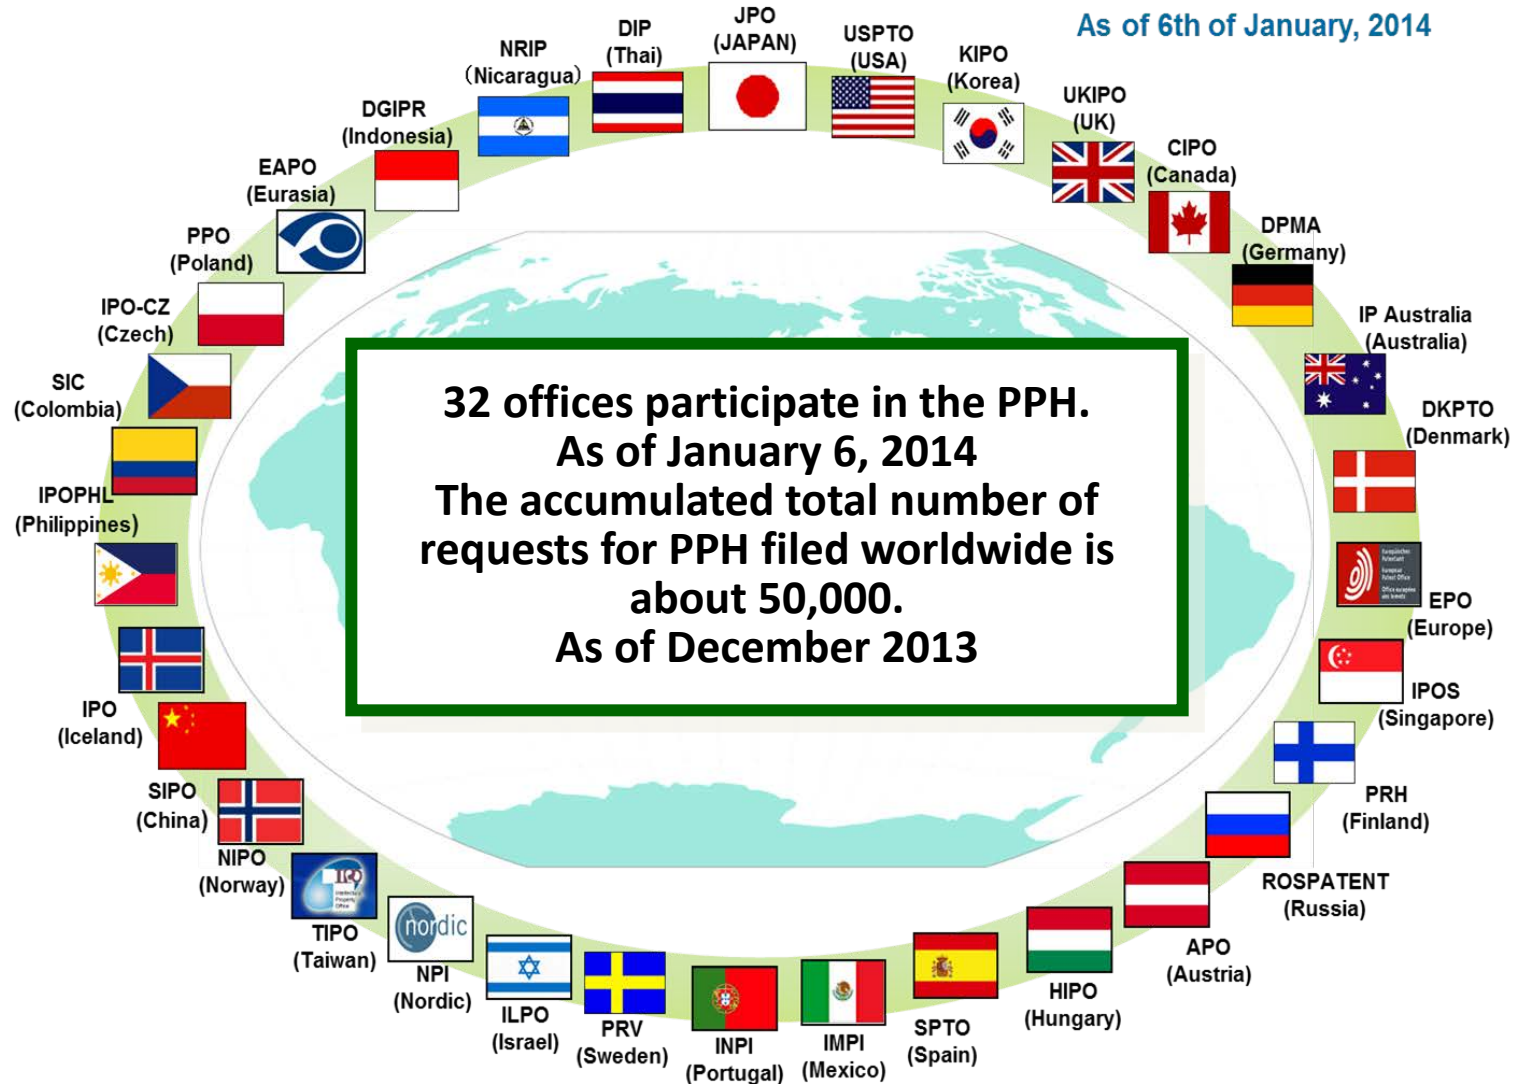 As of 6th of January, 2014
JPO
(JAPAN)
USPTO
(USA)
KIPO
(Korea)
UKIPO
(UK)
CIPO
(Canada)
DPMA
(Germany)
IP Australia
(Australia)
DKPTO
(Denmark)
EPO
(Europe)
IPOS
(Singapore)
PRH
(Finland)
ROSPATENT
(Russia)
APO
(Austria)
HIPO
(Hungary)
SPTO
(Spain)
IMPI
(Mexico)
INPI
(Portugal)
PRV
(Sweden)
ILPO
(Israel)
nordic
NPI
(Nordic)
TIPO
(Taiwan)
NIPO
(Norway)
SIPO
(China)
IPO
(Iceland)
IPOPHL
(Philippines)
SIC
(Colombia)
IPO-CZ
(Czech)
PPO
(Poland)
EAPO
(Eurasia)
DGIPR
(Indonesia)
NRIP
（Nicaragua）
DIP
(Thai)
32 offices participate in the PPH.
As of January 6, 2014
The accumulated total number of
requests for PPH filed worldwide is
about 50,000.
As of December 2013